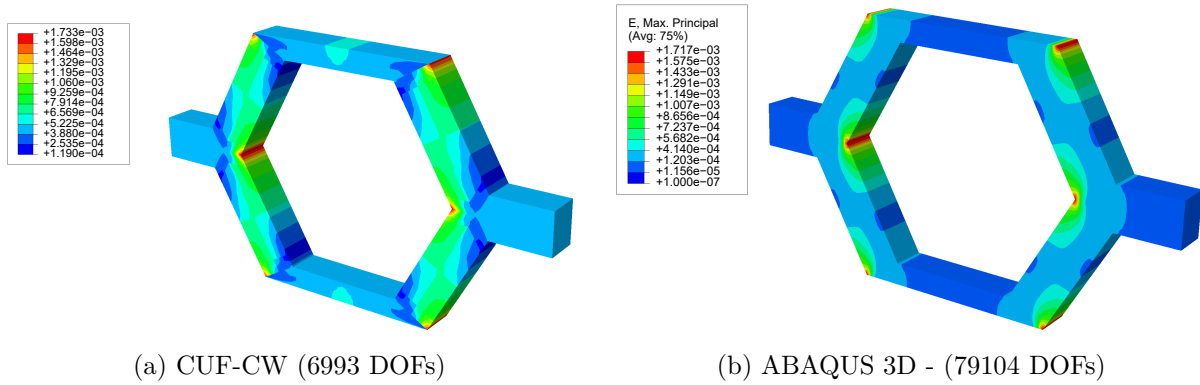 +1.733e−03
+1.598e−03
+1.464e−03
+1.329e−03
+1.195e−03
+1.060e−03
+9.259e−04
+7.914e−04
+6.569e−04
+5.225e−04
+3.880e−04
+2.535e−04
+1.190e−04
E, Max. Principal
(Avg: 75%)
+1.717e−03
+1.575e−03
+1.433e−03
+1.291e−03
+1.149e−03
+1.007e−03
+8.656e−04
+7.237e−04
+5.682e−04
+4.140e−04
+1.203e−04
+1.156e−05
+1.000e−07
(a) CUF-CW (6993 DOFs)
(b) ABAQUS 3D - (79104 DOFs)